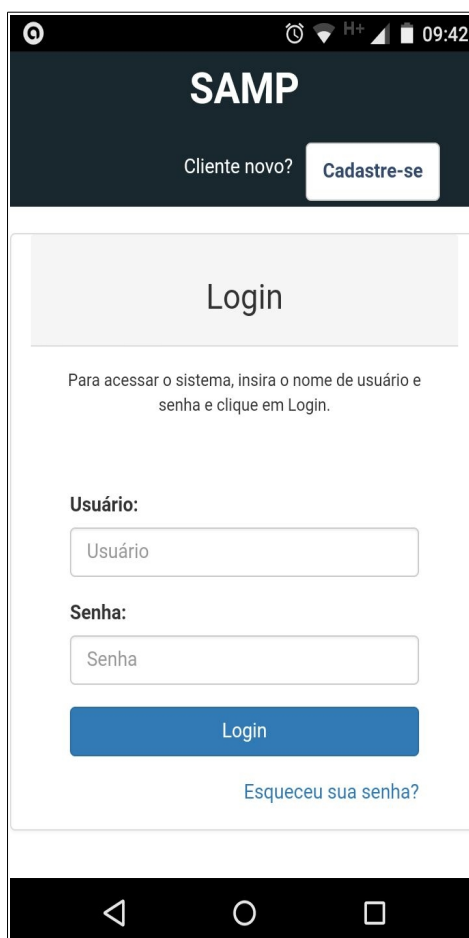 H+ 09:42
SAMP
Cliente novo? Cadastre-se
Login
Para acessar o sistema, insira o nome de usuário e
senha e clique em Login.
Usuário:
Usuário
Senha:
Senha
Login
Esqueceu sua senha?